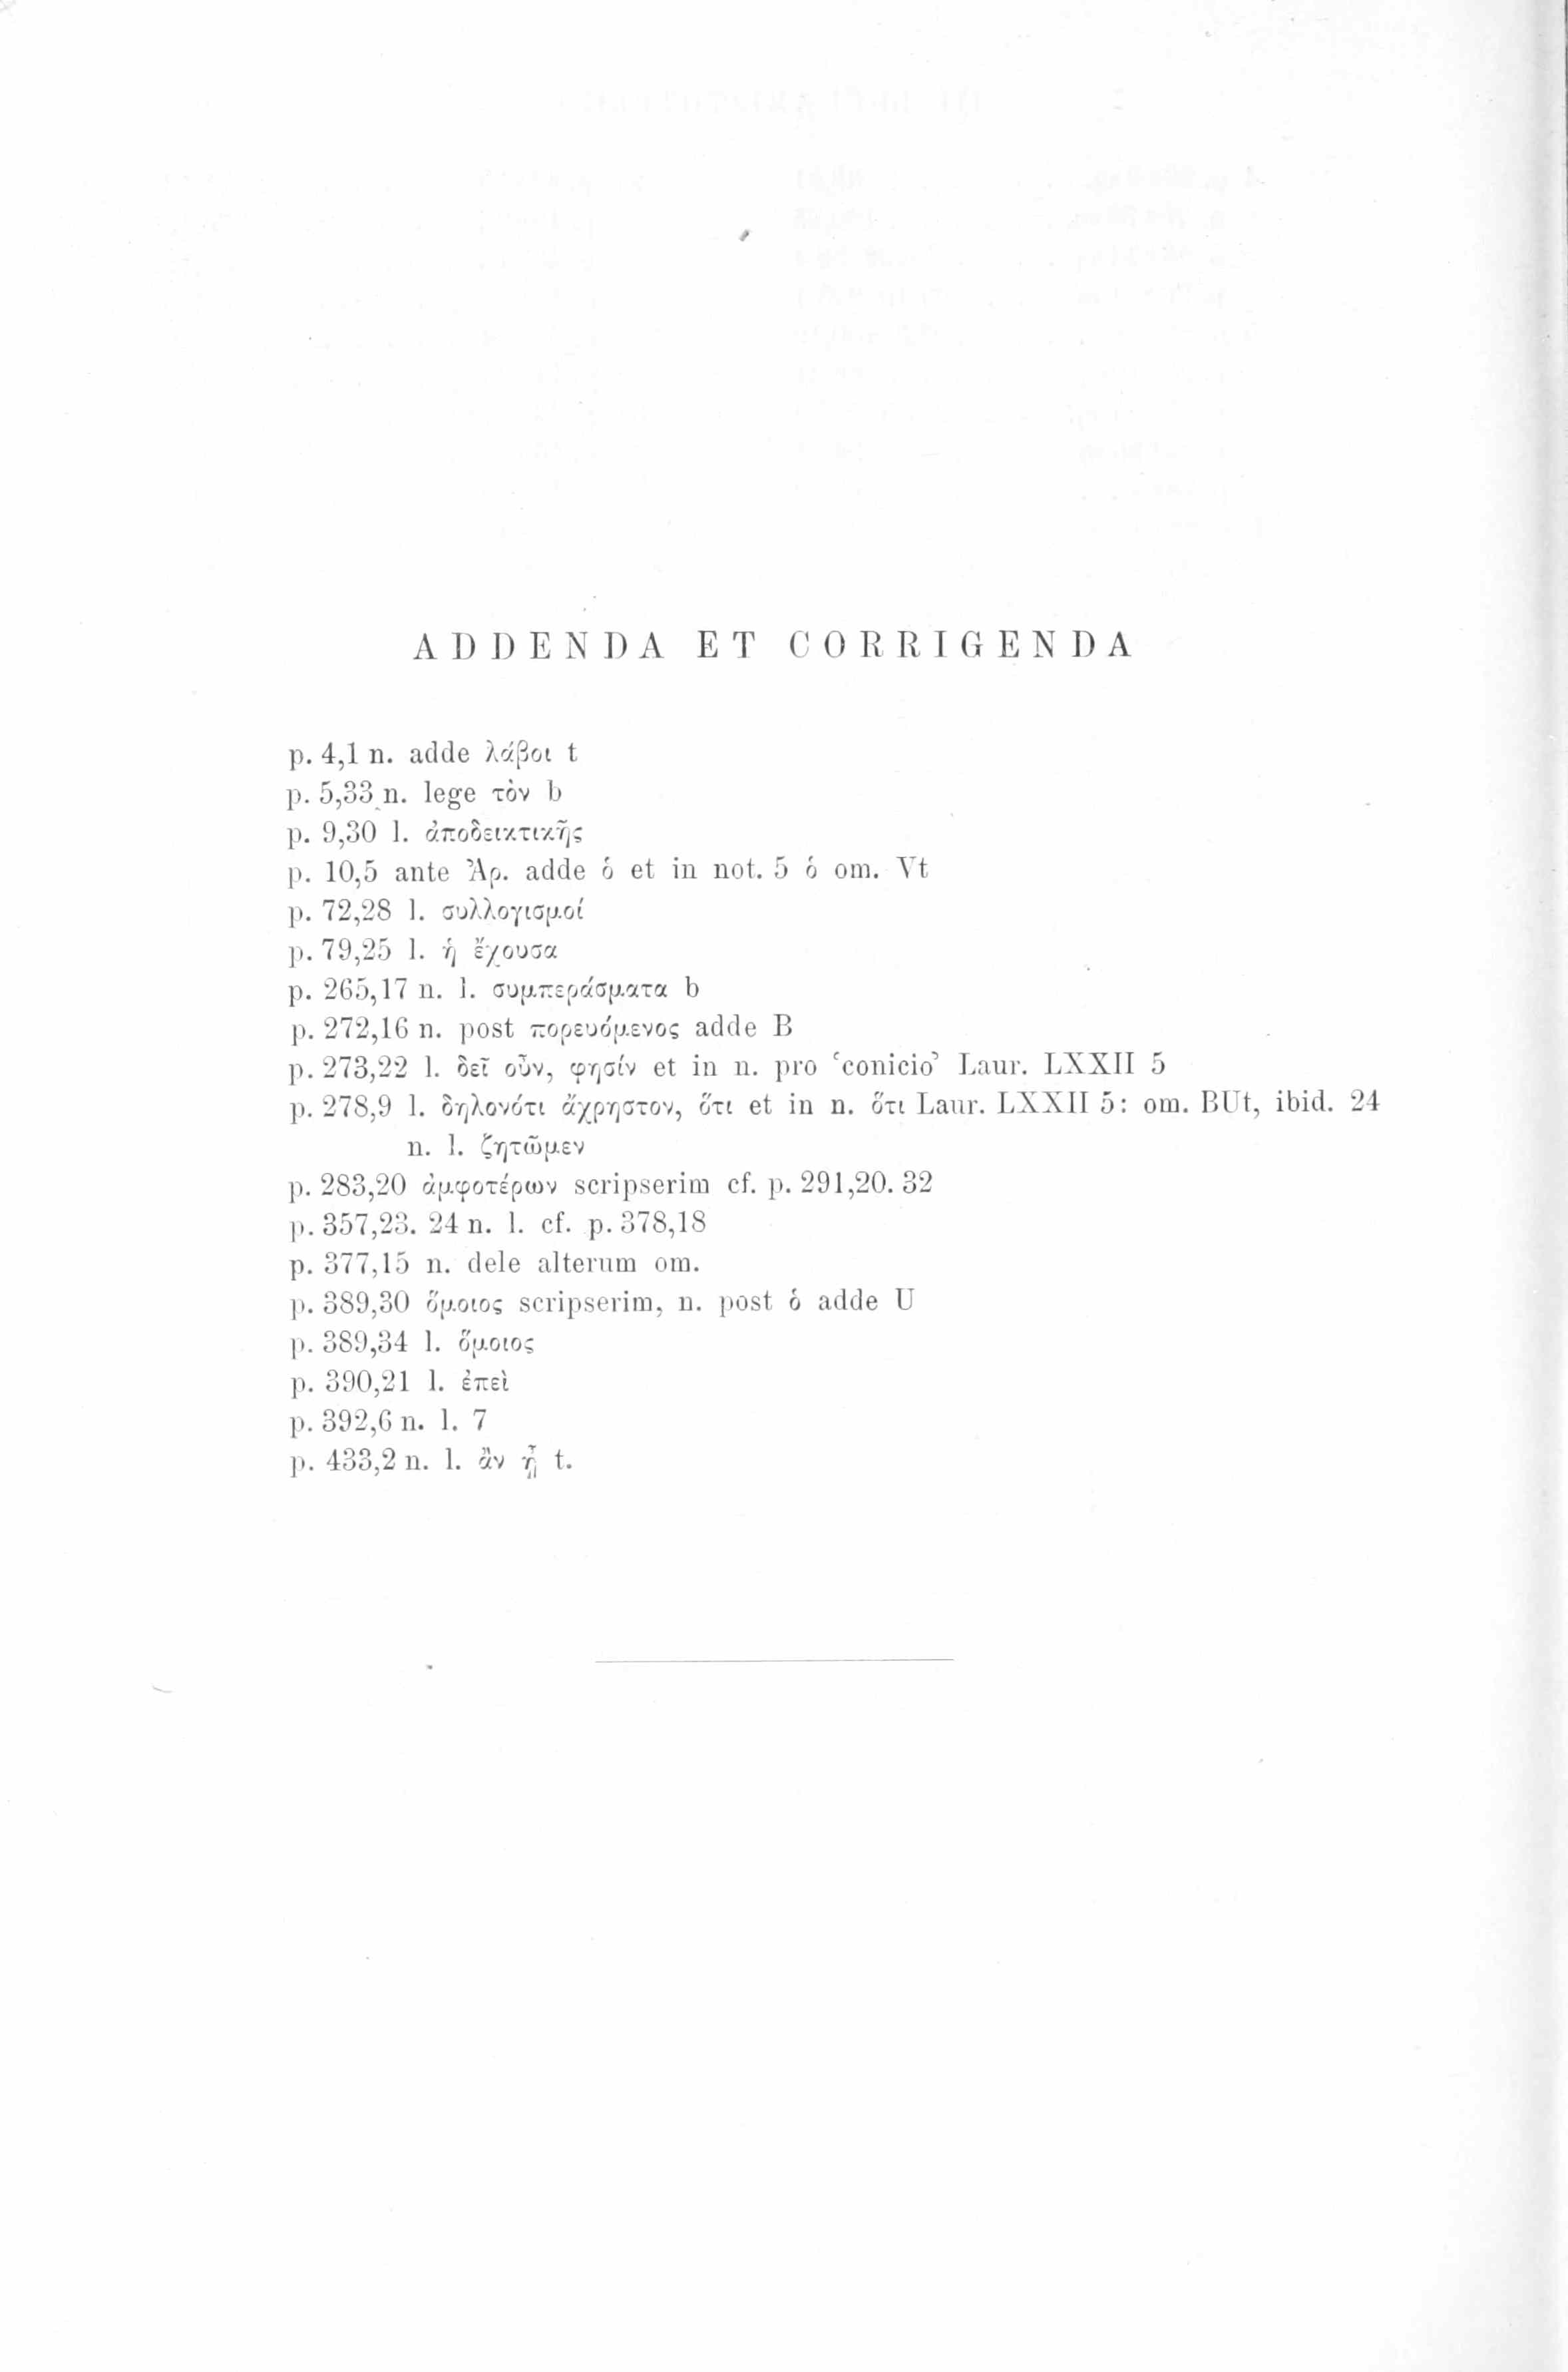 ADDENDA ET CORRIGENDA
p. 4,1 n. adde λάβοι t
p. 5,33 n. lege τὸν b
p. 9,30 l. ἀποδεικτικῆς
p. 10,5 ante Ἀρ. adde ὁ et in not. 5 ὁ om. Vt
p. 72,28 l. συλλογισμοί
p. 79,25 l. ἡ ἔχουσα
p. 265,17 n. l. συμπεράσματα b
p. 272,16 n. post πορευόμενος adde B
p. 273,22 l. δεῖ οὖν, φησίν et in n. pro ‘conicio’ Laur. LXXII 5
p. 278,9 l. δηλονότι ἄχρηστον, ὅτι et in n. ὅτι Laur. LXXII 5: om. BUt, ibid. 24
n. l. ζητῶμεν
p. 283,20 ἀμφοτέρων scripserim cf. p. 291,20. 32
p. 357,23. 24 n. l. cf. p. 378,18
p. 377,15 n. dele alterum om.
p. 389,30 ὅμοιος scripserim, n. post ὁ adde U
p. 389,34 l. ὅμοιος
p. 390,21 l. ἐπεὶ
p. 392,6 n. l. 7
p. 433,2 n. l. ἂν ᾖ t.